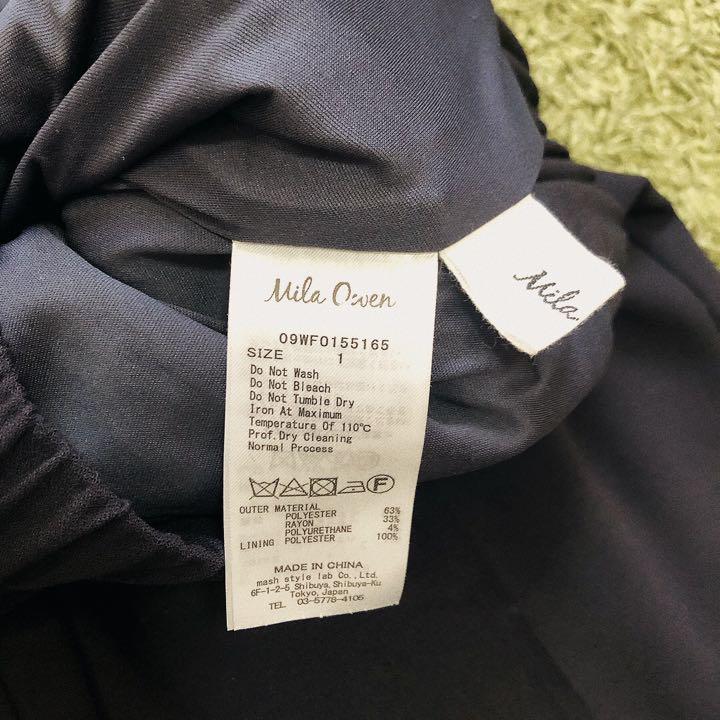 Mila Owen
09WF0155165
SIZE 1
Do Not Wash
Do Not Bleach
Do Not Tumble Dry
Iron At Maximum
Temperature Of 110℃
Prof.Dry Cleaning
Normal Process
F
OUTER MATERIAL
POLYESTER 63%
RAYON 33%
POLYURETHANE 4%
LINING POLYESTER 100%
MADE IN CHINA
mash style lab Co.,Ltd.
6F-1-2-5 Shibuya,Shibuya-Ku
Tokyo,Japan
TEL 03-5778-4105
Mila